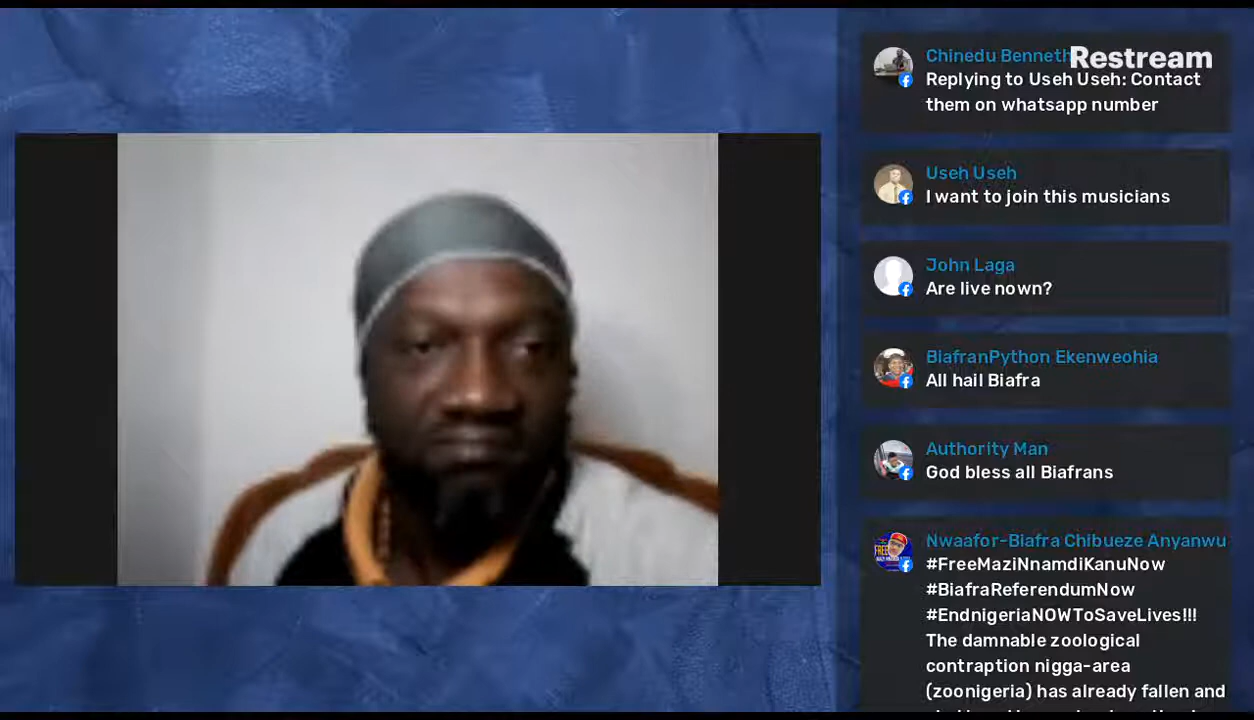 Restream
Chinedu Benneth
Replying to Useh Useh: Contact
them on whatsapp number
Useh Useh
I want to join this musicians
John Laga
Are live nown?
BiafranPython Ekenweohia
All hail Biafra
Authority Man
God bless all Biafrans
Nwaafor-Biafra Chibueze Anyanwu
#FreeMaziNnamdiKanuNow
#BiafraReferendumNow
#EndnigeriaNOWToSaveLives!!!
The damnable zoological
contraption nigga-area
(zoonigeria) has already fallen and